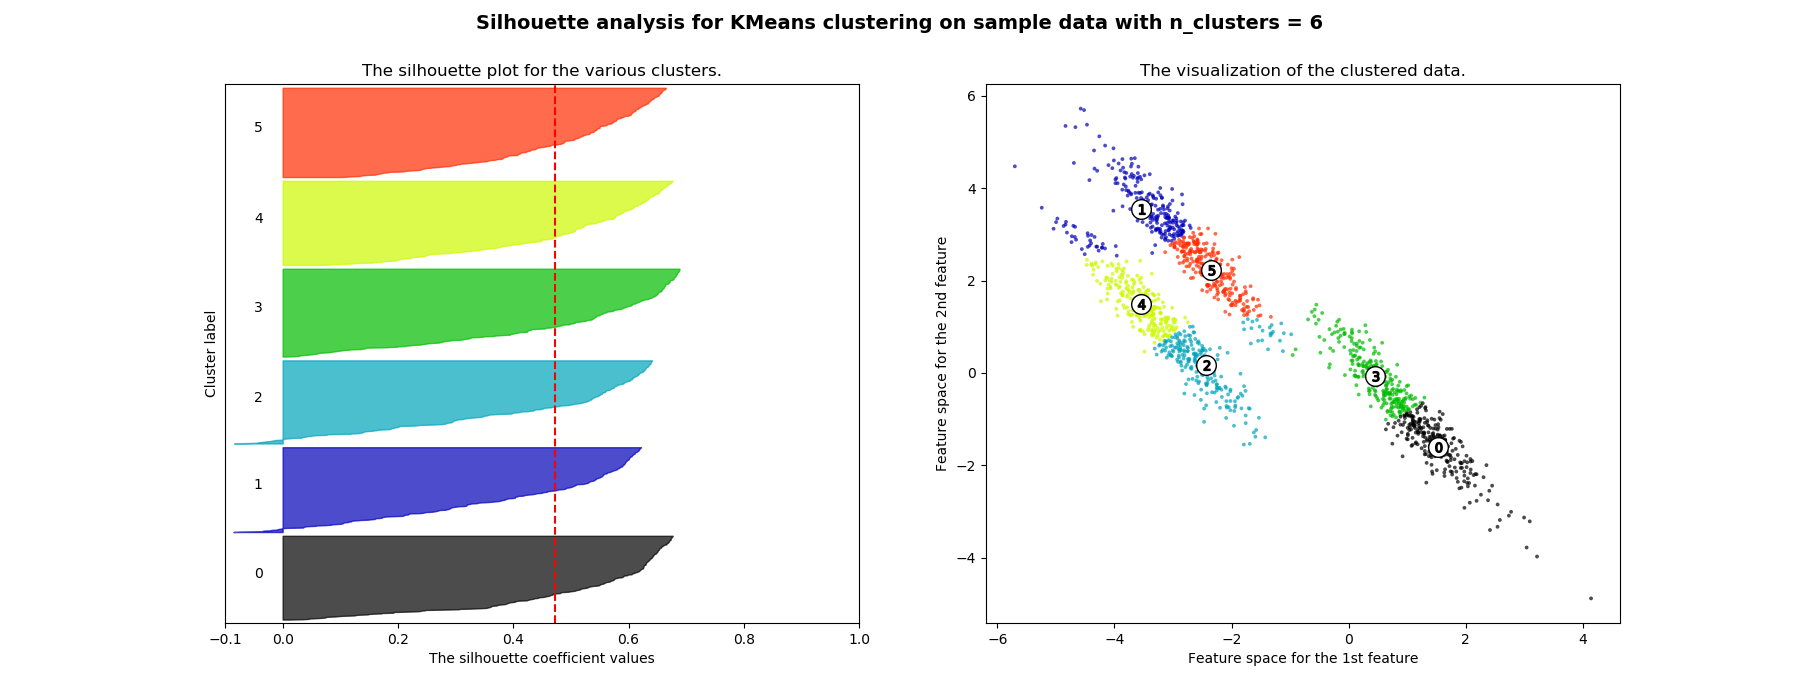 Silhouette analysis for KMeans clustering on sample data with n_clusters = 6
The silhouette plot for the various clusters.
5
4
3
2
1
0
Cluster label
−0.1 0.0 0.2 0.4 0.6 0.8 1.0
The silhouette coefficient values
The visualization of the clustered data.
6
4
2
0
−2
−4
Feature space for the 2nd feature
1
5
4
2
3
0
−6 −4 −2 0 2 4
Feature space for the 1st feature